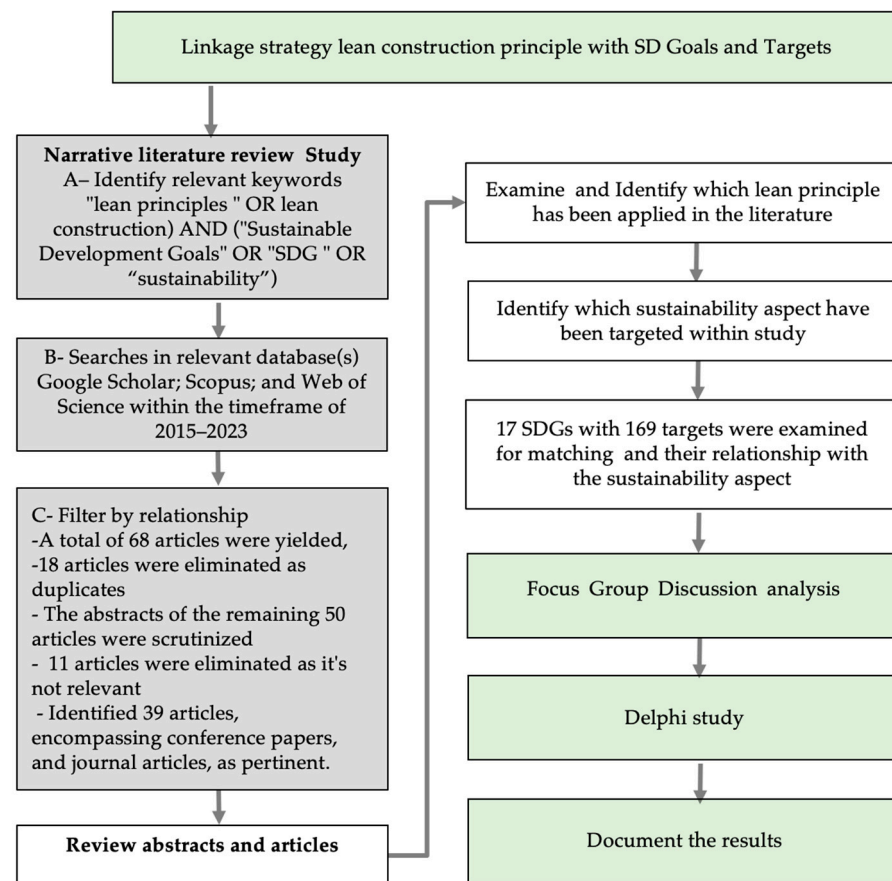 Linkage strategy lean construction principle with SD Goals and Targets
Narrative literature review Study
A– Identify relevant keywords
"lean principles " OR lean
construction) AND ("Sustainable
Development Goals" OR "SDG " OR
“sustainability”)
B- Searches in relevant database(s)
Google Scholar; Scopus; and Web of
Science within the timeframe of
2015–2023
C- Filter by relationship
-A total of 68 articles were yielded,
-18 articles were eliminated as
duplicates
- The abstracts of the remaining 50
articles were scrutinized
- 11 articles were eliminated as it's
not relevant
- Identified 39 articles,
encompassing conference papers,
and journal articles, as pertinent.
Review abstracts and articles
Examine and Identify which lean principle
has been applied in the literature
Identify which sustainability aspect have
been targeted within study
17 SDGs with 169 targets were examined
for matching and their relationship with
the sustainability aspect
Focus Group Discussion analysis
Delphi study
Document the results